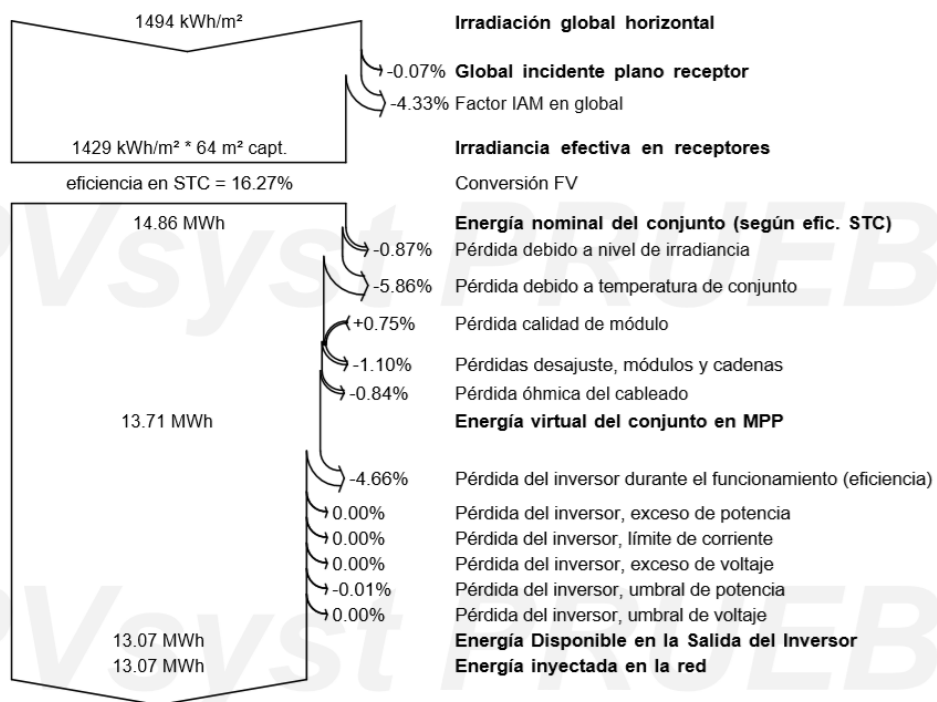 1494 kWh/m² Irradiación global horizontal
-0.07% Global incidente plano receptor
-4.33% Factor IAM en global
1429 kWh/m² * 64 m² capt. Irradiancia efectiva en receptores
eficiencia en STC = 16.27% Conversión FV
14.86 MWh Energía nominal del conjunto (según efic. STC)
-0.87% Pérdida debido a nivel de irradiancia
-5.86% Pérdida debido a temperatura de conjunto
+0.75% Pérdida calidad de módulo
-1.10% Pérdidas desajuste, módulos y cadenas
-0.84% Pérdida óhmica del cableado
13.71 MWh Energía virtual del conjunto en MPP
-4.66% Pérdida del inversor durante el funcionamiento (eficiencia)
0.00% Pérdida del inversor, exceso de potencia
0.00% Pérdida del inversor, límite de corriente
0.00% Pérdida del inversor, exceso de voltaje
-0.01% Pérdida del inversor, umbral de potencia
0.00% Pérdida del inversor, umbral de voltaje
13.07 MWh Energía Disponible en la Salida del Inversor
13.07 MWh Energía inyectada en la red
PVsyst PRUEB
PVsyst PRUEB